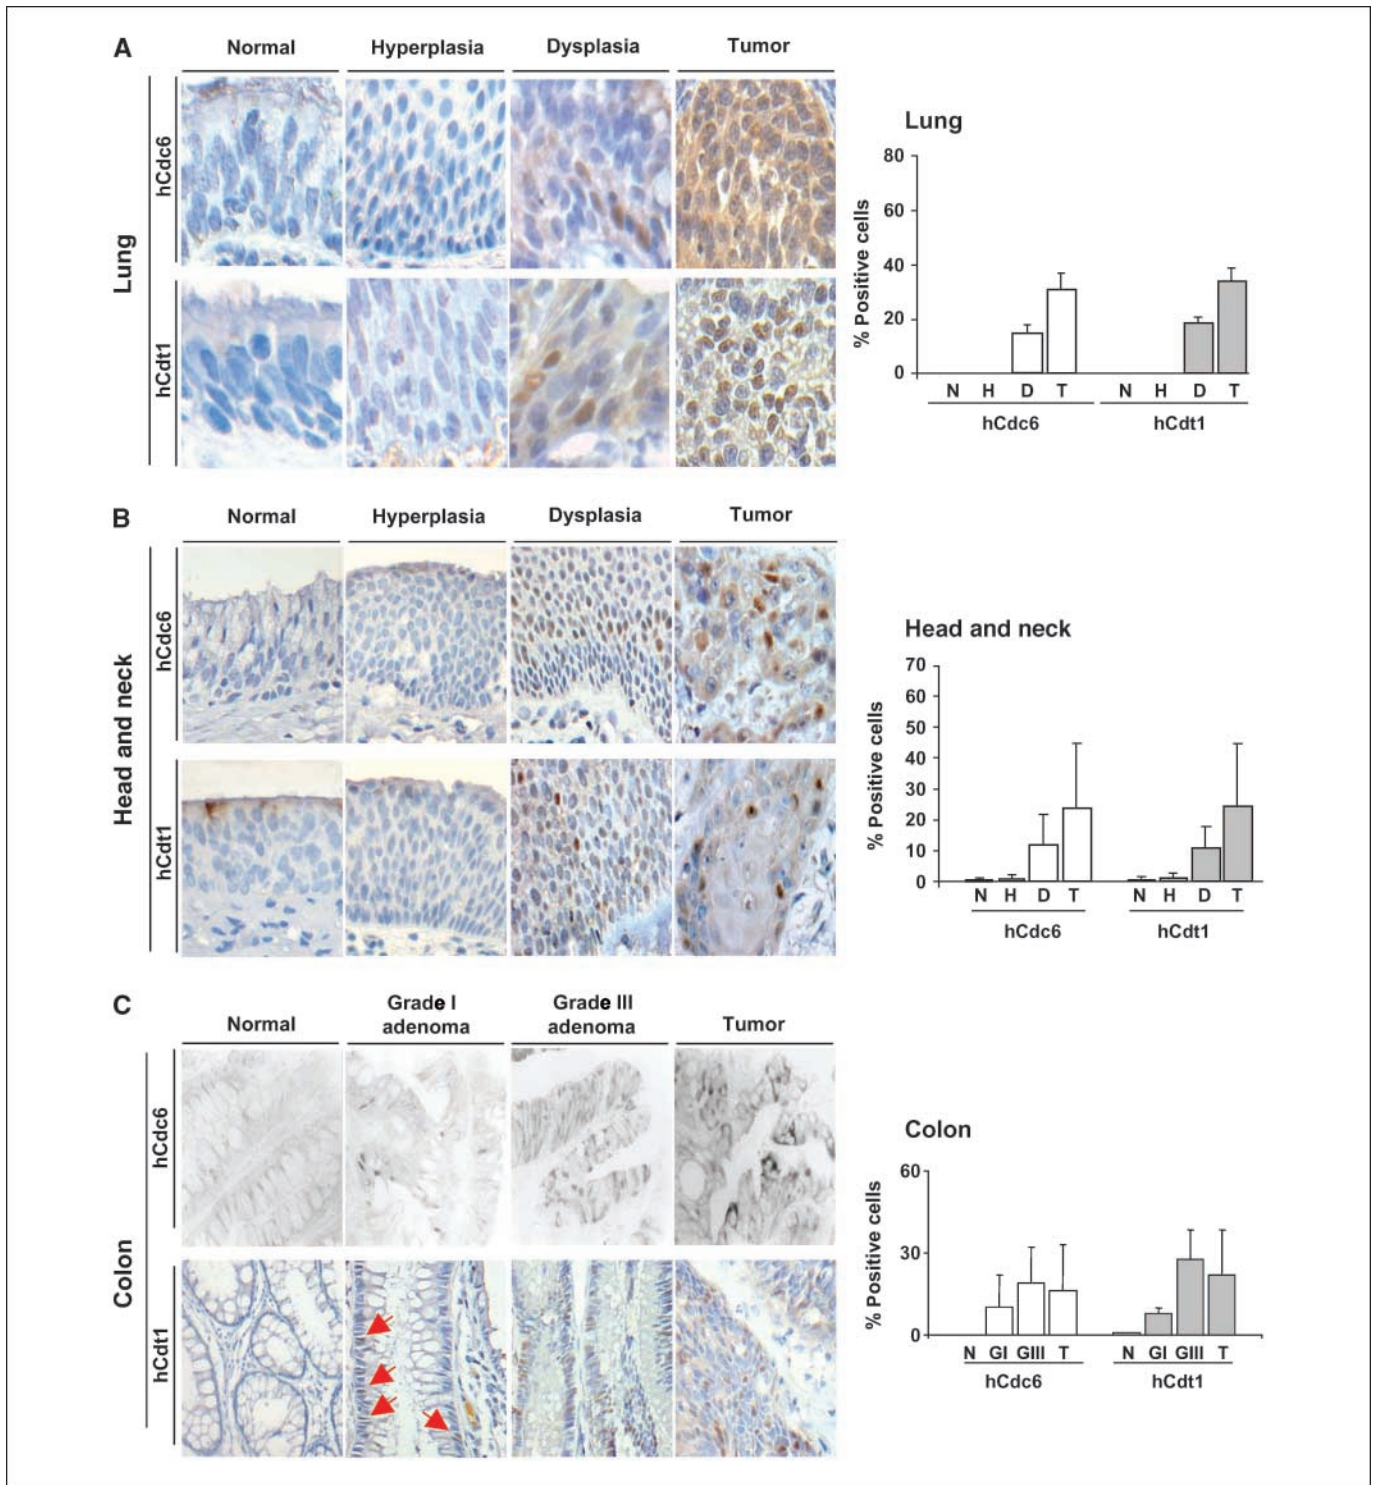 A
Normal Hyperplasia Dysplasia Tumor
Lung
hCdc6
hCdt1
Lung
% Positive cells
80
60
40
20
0
N H D T N H D T
hCdc6 hCdt1
B
Normal Hyperplasia Dysplasia Tumor
Head and neck
hCdc6
hCdt1
Head and neck
% Positive cells
70
60
50
40
30
20
10
0
N H D T N H D T
hCdc6 hCdt1
C
Normal
Grade I
adenoma
Grade III
adenoma
Tumor
Colon
hCdc6
hCdt1
Colon
% Positive cells
60
30
0
N GI GIII T N GI GIII T
hCdc6 hCdt1